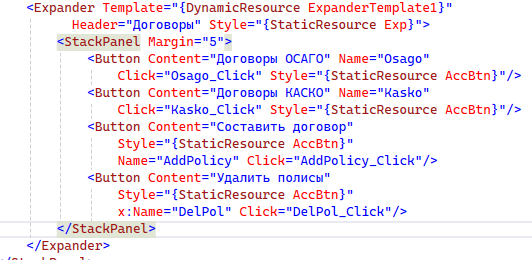 <Expander Template="{DynamicResource ExpanderTemplate1}"
Header="Договоры" Style="{StaticResource Exp}">
<StackPanel Margin="5">
<Button Content="Договоры ОСАГО" Name="Osago"
Click="Osago_Click" Style="{StaticResource AccBtn}"/>
<Button Content="Договоры КАСКО" Name="Kasko"
Click="Kasko_Click" Style="{StaticResource AccBtn}"/>
<Button Content="Составить договор"
Style="{StaticResource AccBtn}"
Name="AddPolicy" Click="AddPolicy_Click"/>
<Button Content="Удалить полисы"
Style="{StaticResource AccBtn}"
x:Name="DelPol" Click="DelPol_Click"/>
</StackPanel>
</Expander>